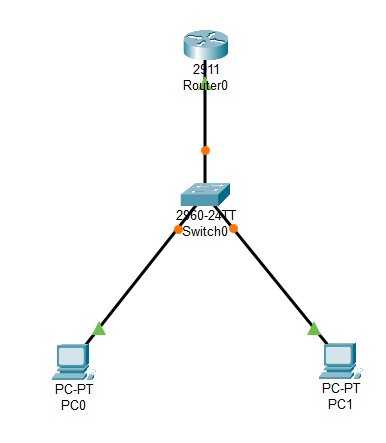 2911
Router0
2960-24TT
Switch0
PC-PT
PC0
PC-PT
PC1